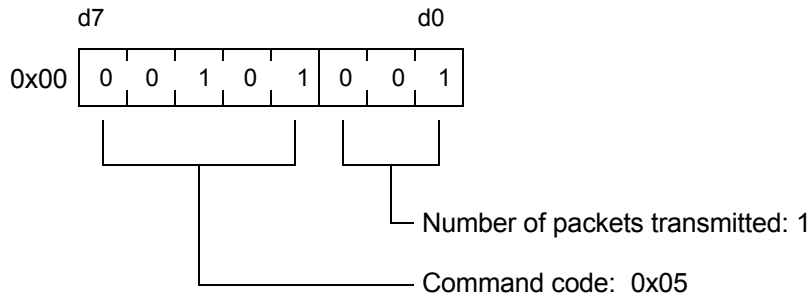 d7 d0
0x00 0 0 1 0 1 0 0 1
Number of packets transmitted: 1
Command code: 0x05